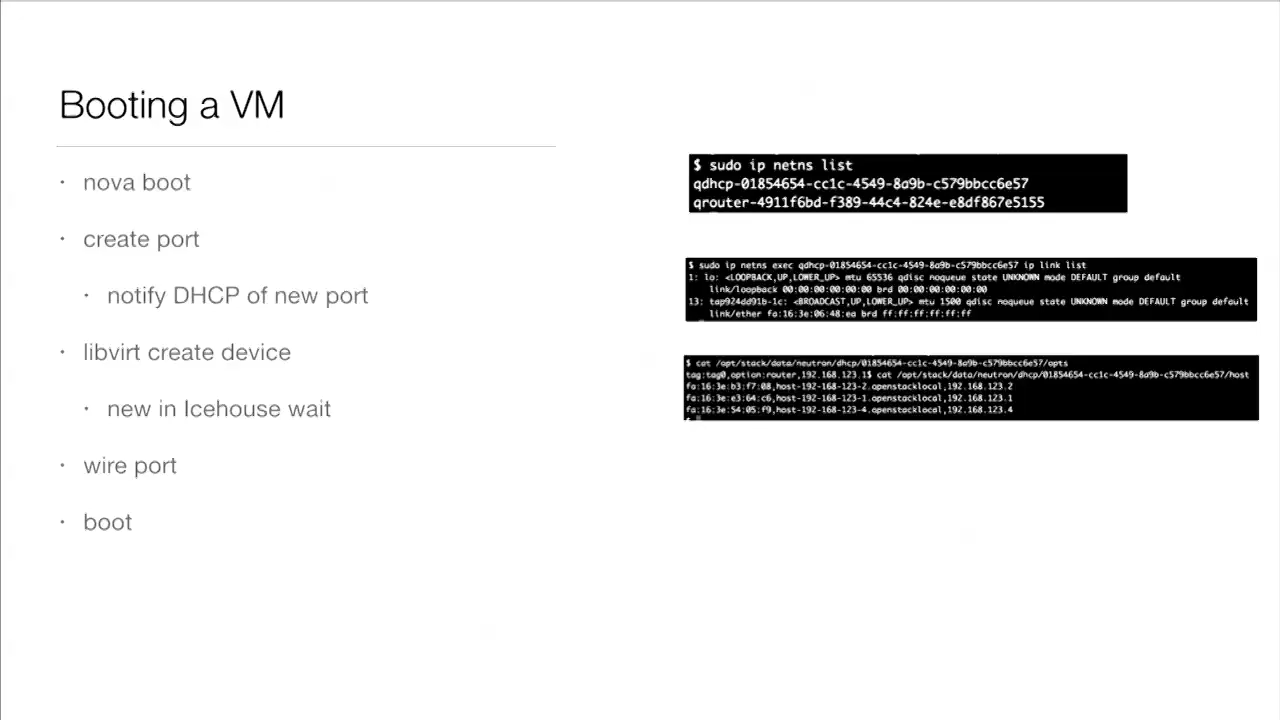 Booting a VM
· nova boot
· create port
· notify DHCP of new port
· libvirt create device
· new in Icehouse wait
· wire port
· boot
$ sudo ip netns list
qdhcp-01854654-cc1c-4549-8a9b-c579bbcc6e57
qrouter-4911f6bd-f389-44c4-824e-e8df867e5155
$ sudo ip netns exec qdhcp-01854654-cc1c-4549-8a9b-c579bbcc6e57 ip link list
1: lo: <LOOPBACK,UP,LOWER_UP> mtu 65536 qdisc noqueue state UNKNOWN mode DEFAULT group default
link/loopback 00:00:00:00:00:00 brd 00:00:00:00:00:00
13: tap924dd91b-1c: <BROADCAST,UP,LOWER_UP> mtu 1500 qdisc noqueue state UNKNOWN mode DEFAULT group default
link/ether fa:16:3e:06:48:ea brd ff:ff:ff:ff:ff:ff
$ cat /opt/stack/data/neutron/dhcp/01854654-cc1c-4549-8a9b-c579bbcc6e57/opts
tag:tag0,option:router,192.168.123.1$ cat /opt/stack/data/neutron/dhcp/01854654-cc1c-4549-8a9b-c579bbcc6e57/host
fa:16:3e:b3:f7:08,host-192-168-123-2.openstacklocal,192.168.123.2
fa:16:3e:e3:64:c6,host-192-168-123-1.openstacklocal,192.168.123.1
fa:16:3e:54:05:f9,host-192-168-123-4.openstacklocal,192.168.123.4